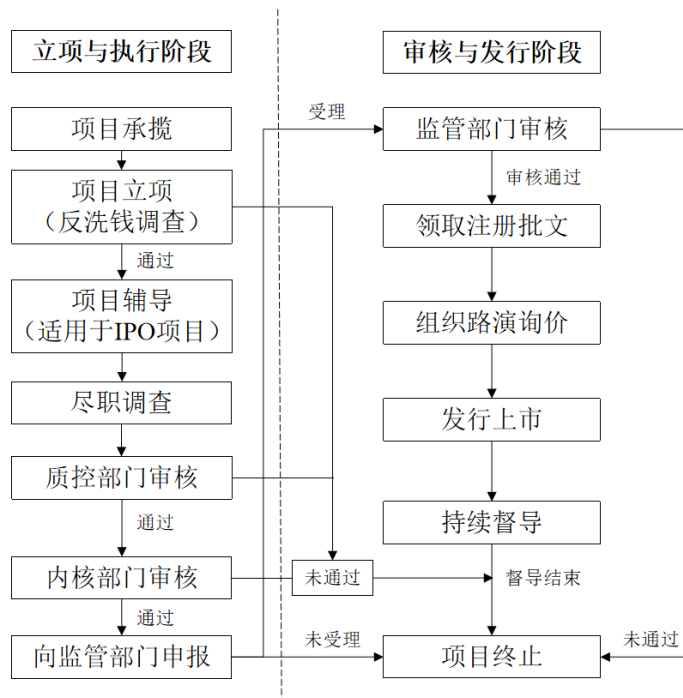 立项与执行阶段
项目承揽
项目立项
（反洗钱调查）
通过
项目辅导
（适用于IPO项目）
尽职调查
质控部门审核
通过
内核部门审核
通过
向监管部门申报
审核与发行阶段
受理
监管部门审核
审核通过
领取注册批文
组织路演询价
发行上市
持续督导
未通过
督导结束
未受理
项目终止
未通过